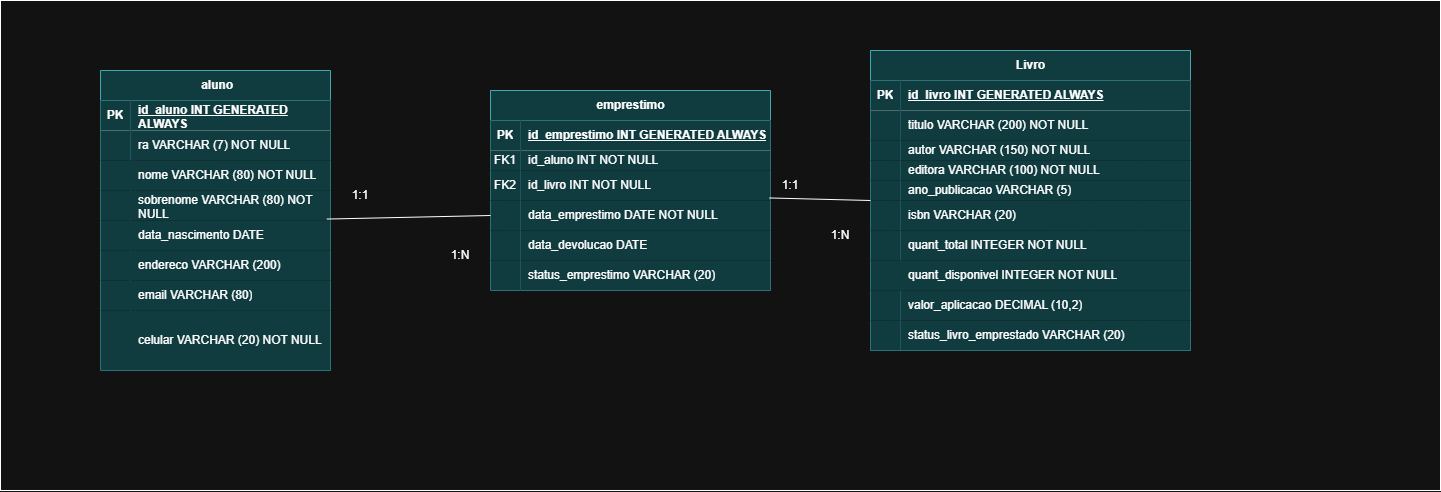 aluno
PK
id_aluno INT GENERATED
ALWAYS
ra VARCHAR (7) NOT NULL
nome VARCHAR (80) NOT NULL
sobrenome VARCHAR (80) NOT
NULL
data_nascimento DATE
endereco VARCHAR (200)
email VARCHAR (80)
celular VARCHAR (20) NOT NULL
1:1
1:N
emprestimo
PK id_emprestimo INT GENERATED ALWAYS
FK1 id_aluno INT NOT NULL
FK2 id_livro INT NOT NULL
data_emprestimo DATE NOT NULL
data_devolucao DATE
status_emprestimo VARCHAR (20)
1:1
1:N
Livro
PK id_livro INT GENERATED ALWAYS
titulo VARCHAR (200) NOT NULL
autor VARCHAR (150) NOT NULL
editora VARCHAR (100) NOT NULL
ano_publicacao VARCHAR (5)
isbn VARCHAR (20)
quant_total INTEGER NOT NULL
quant_disponivel INTEGER NOT NULL
valor_aplicacao DECIMAL (10,2)
status_livro_emprestado VARCHAR (20)